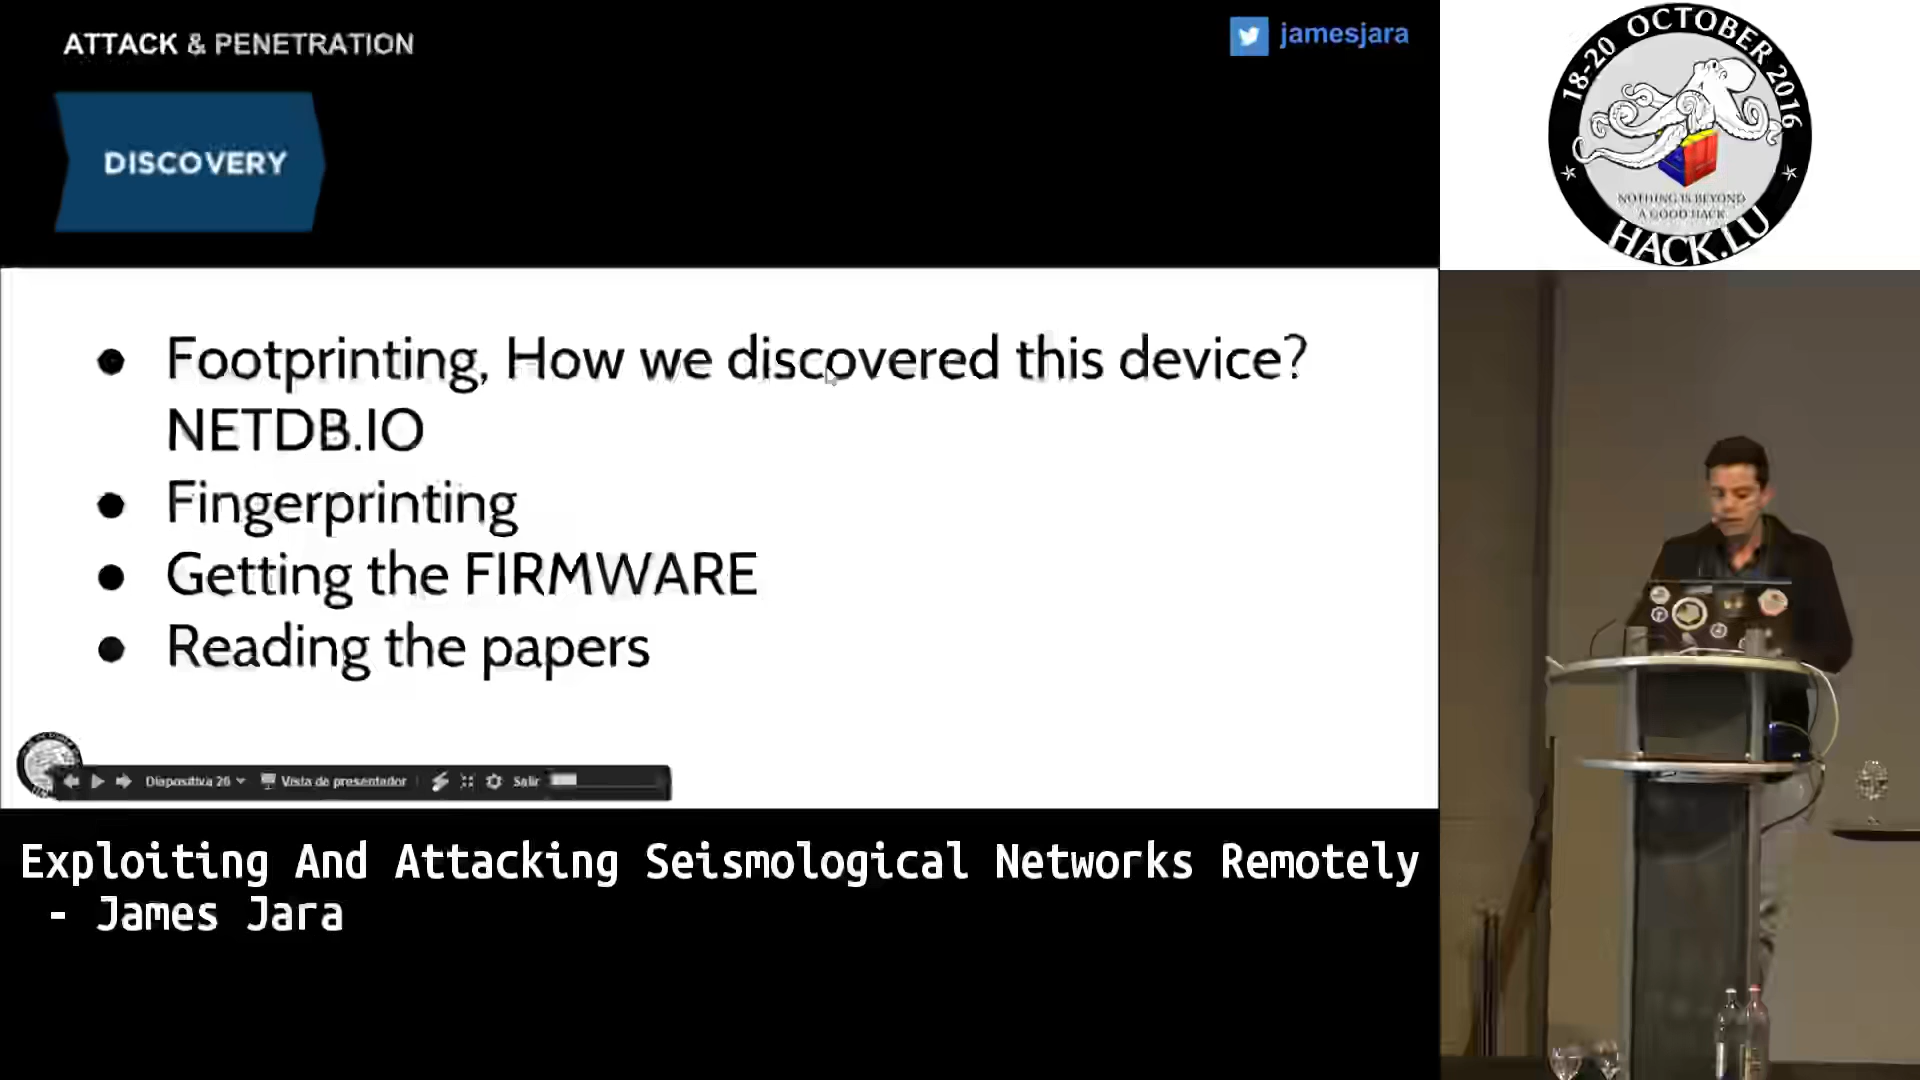 ATTACK & PENETRATION
jamesjara
DISCOVERY
18-20 OCTOBER 2016
NOTHING IS BEYOND
A GOOD HACK
HACK.LU
● Footprinting, How we discovered this device?
NETDB.IO
● Fingerprinting
● Getting the FIRMWARE
● Reading the papers
Diapositiva 26
Vista de presentador
Salir
Exploiting And Attacking Seismological Networks Remotely
- James Jara